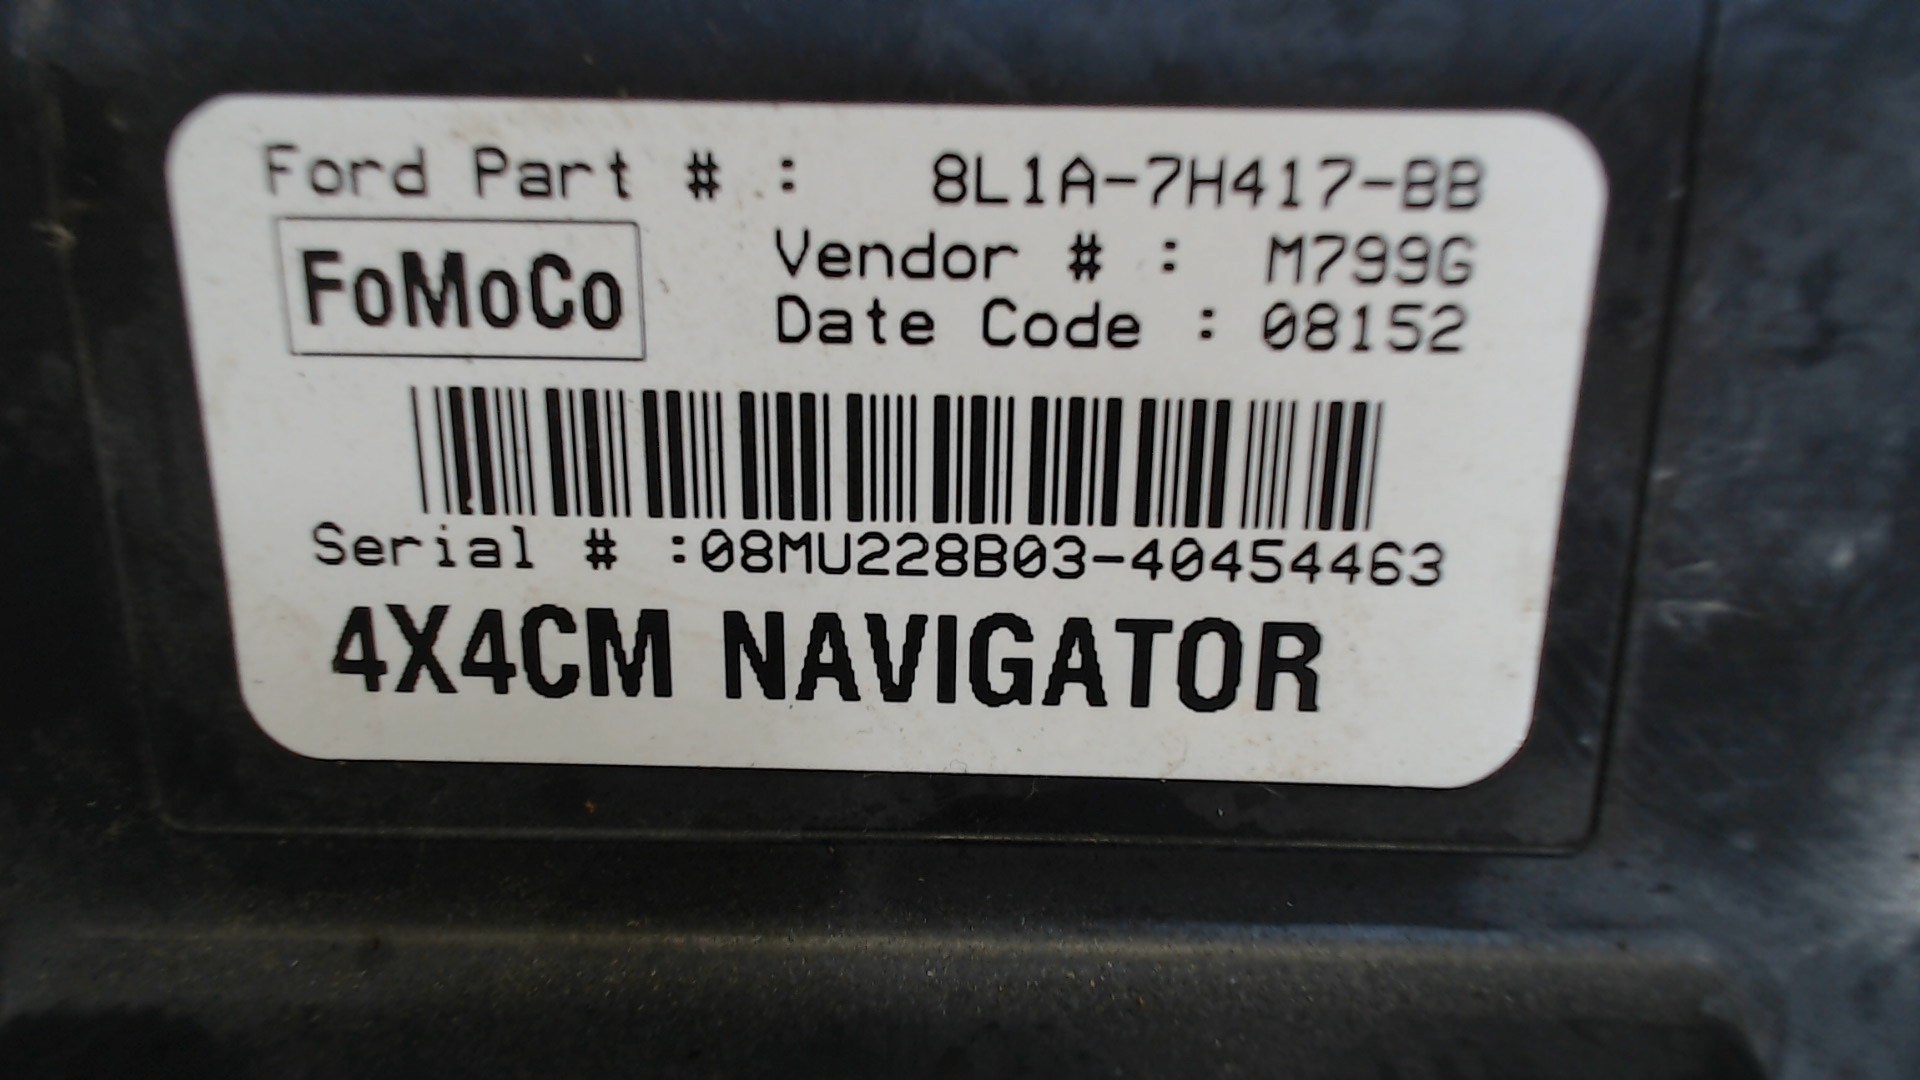 Ford Part # : 8L1A-7H417-BB
FoMoCo
Vendor # : M799G
Date Code : 08152
Serial # :08MU228B03-40454463
4X4CM NAVIGATOR